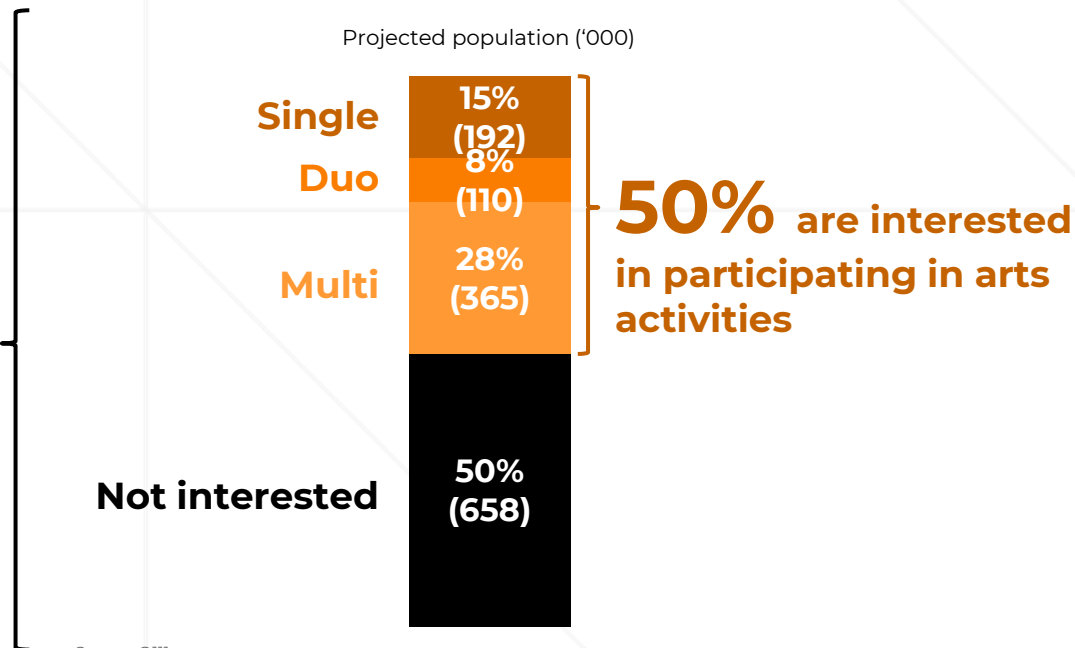 Projected population (‘000)
Single
15%
(192)
Duo
8%
(110)
Multi
28%
(365)
50% are interested
in participating in arts
activities
Not interested
50%
(658)